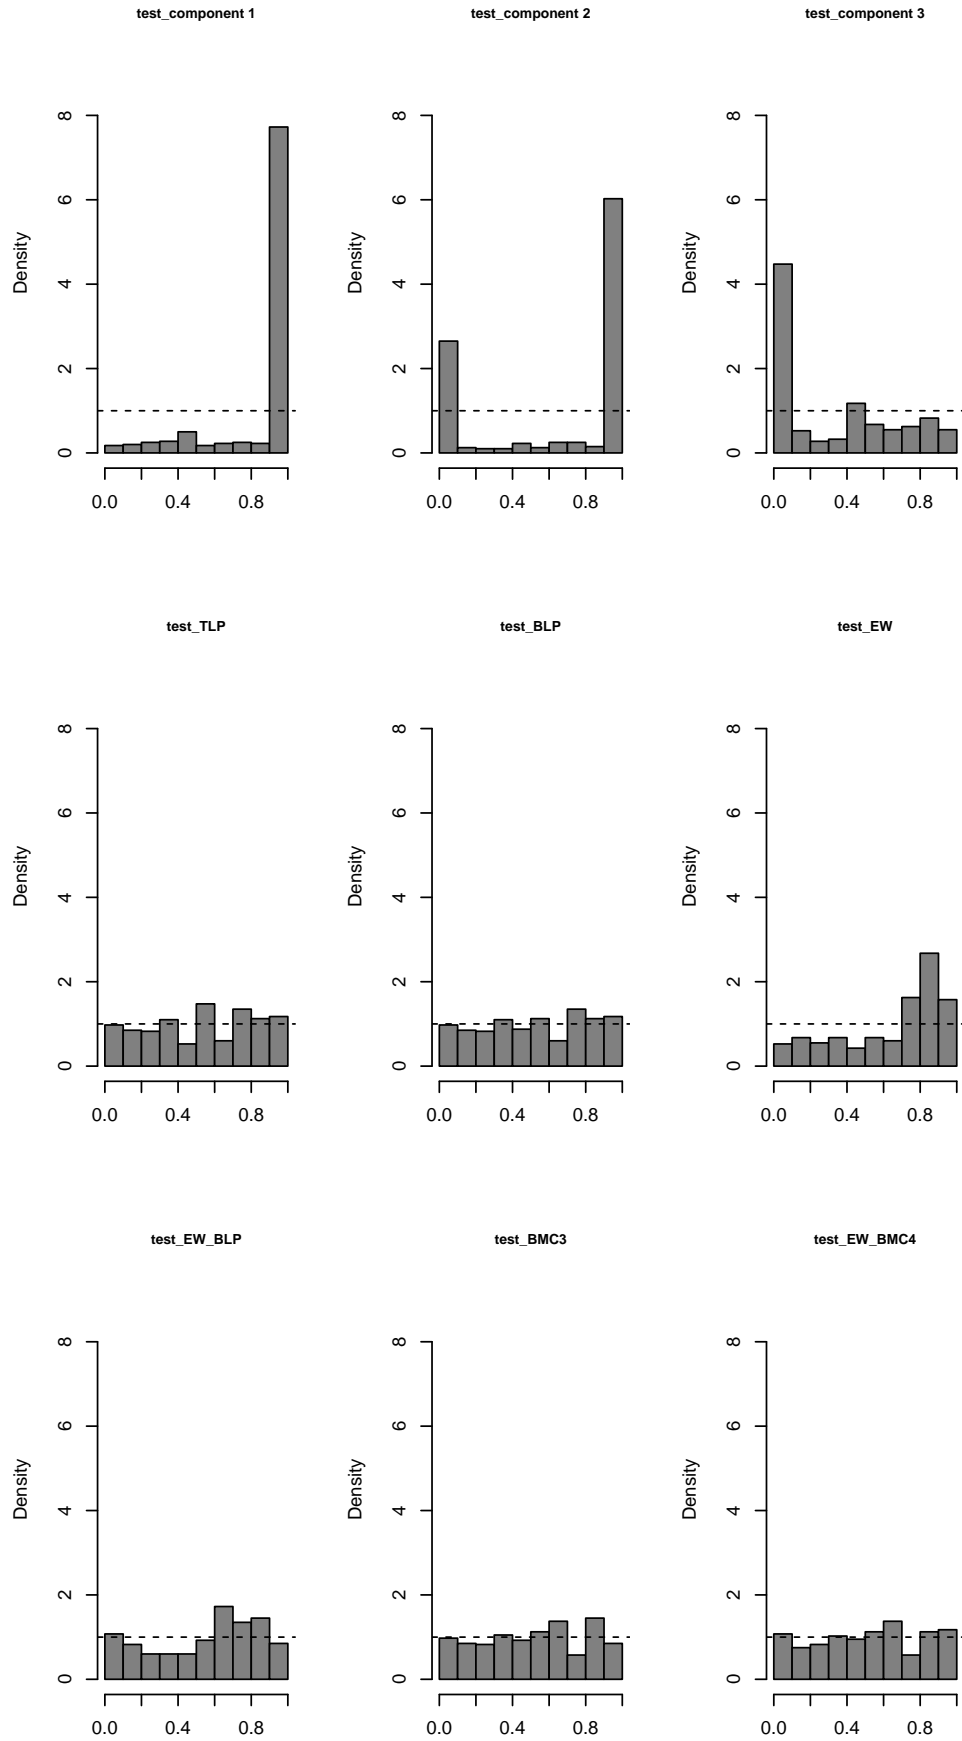 test_component 1
test_component 2
test_component 3
Density
0 2 4 6 8
0.0 0.4 0.8
Density
0 2 4 6 8
0.0 0.4 0.8
Density
0 2 4 6 8
0.0 0.4 0.8
test_TLP
test_BLP
test_EW
Density
0 2 4 6 8
0.0 0.4 0.8
Density
0 2 4 6 8
0.0 0.4 0.8
Density
0 2 4 6 8
0.0 0.4 0.8
test_EW_BLP
test_BMC3
test_EW_BMC4
Density
0 2 4 6 8
0.0 0.4 0.8
Density
0 2 4 6 8
0.0 0.4 0.8
Density
0 2 4 6 8
0.0 0.4 0.8